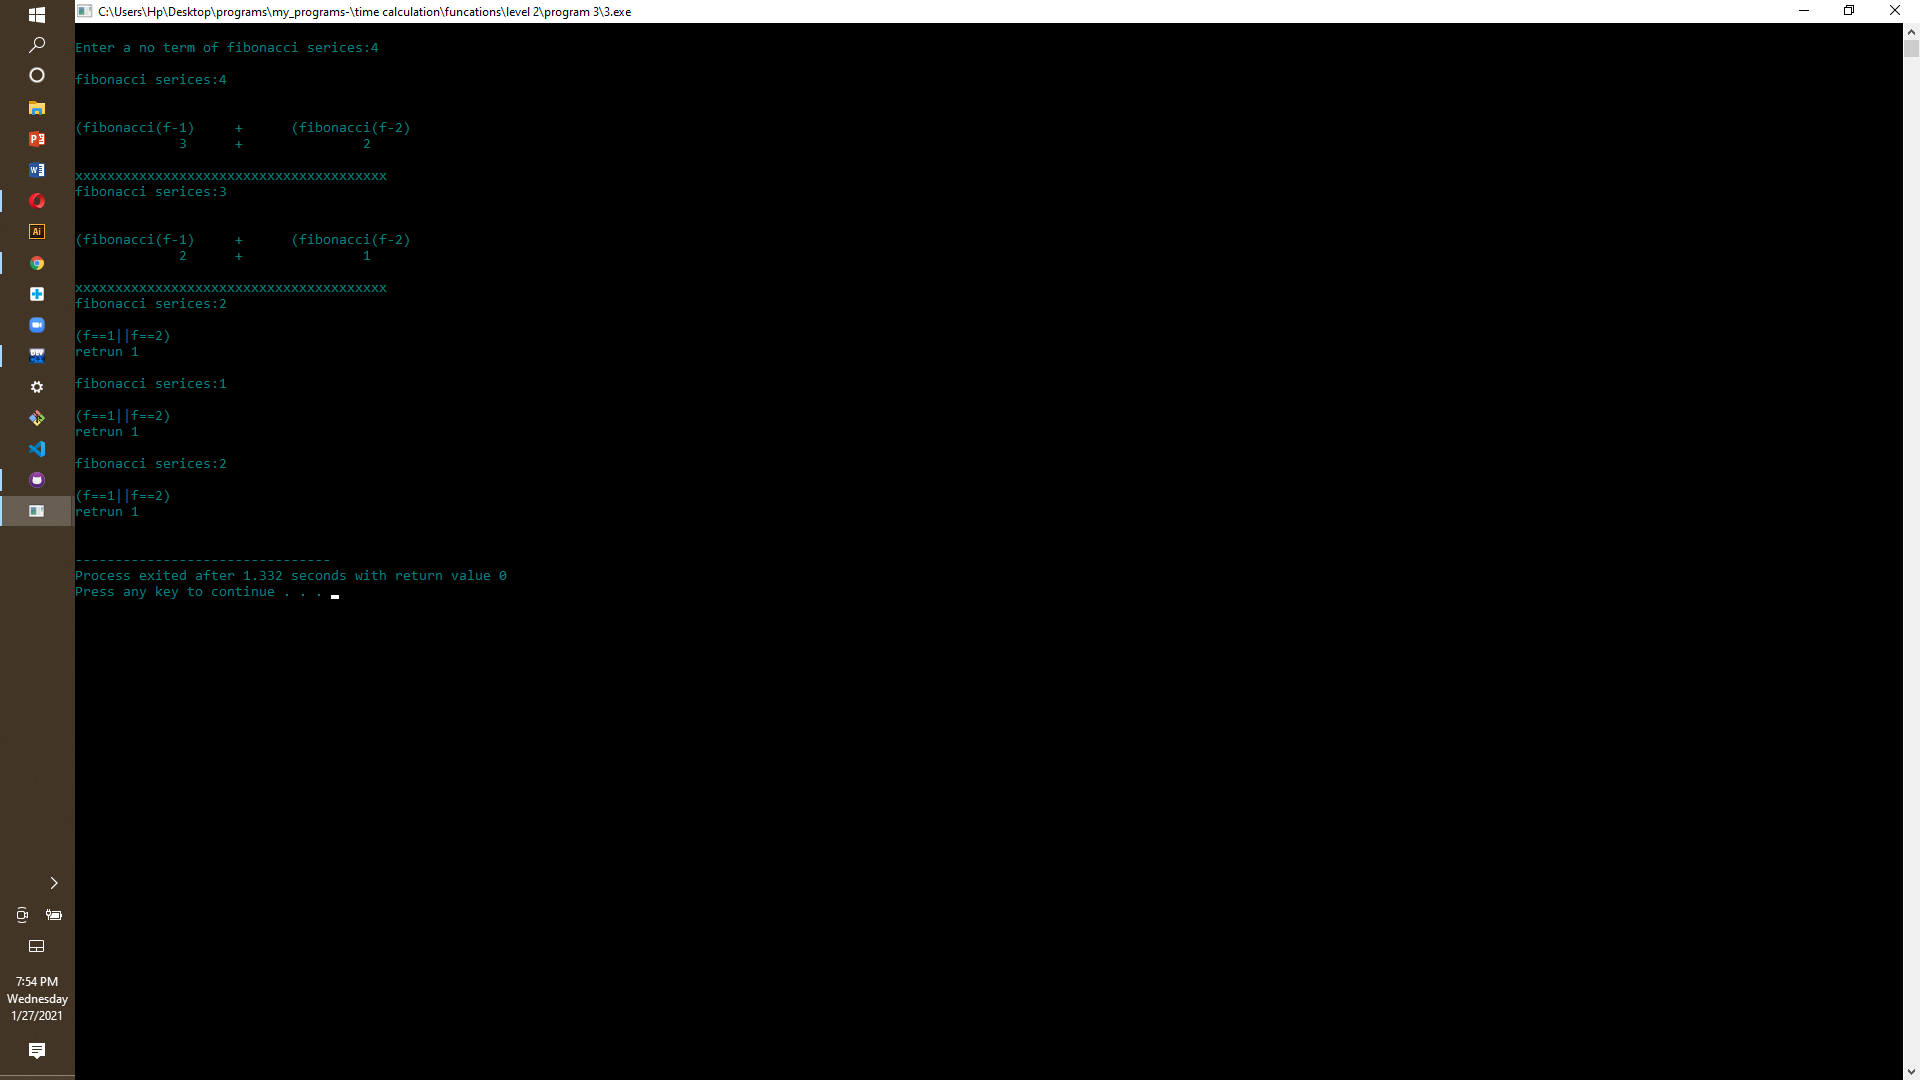 C:\Users\Hp\Desktop\programs\my_programs-\time calculation\funcations\level 2\program 3\3.exe
Enter a no term of fibonacci serices:4
fibonacci serices:4
(fibonacci(f-1)     +      (fibonacci(f-2)
3      +               2
xxxxxxxxxxxxxxxxxxxxxxxxxxxxxxxxxxxxxxx
fibonacci serices:3
(fibonacci(f-1)     +      (fibonacci(f-2)
2      +               1
xxxxxxxxxxxxxxxxxxxxxxxxxxxxxxxxxxxxxxx
fibonacci serices:2
(f==1||f==2)
retrun 1
fibonacci serices:1
(f==1||f==2)
retrun 1
fibonacci serices:2
(f==1||f==2)
retrun 1
--------------------------------
Process exited after 1.332 seconds with return value 0
Press any key to continue . . .
Ai
DEV
7:54 PM
Wednesday
1/27/2021